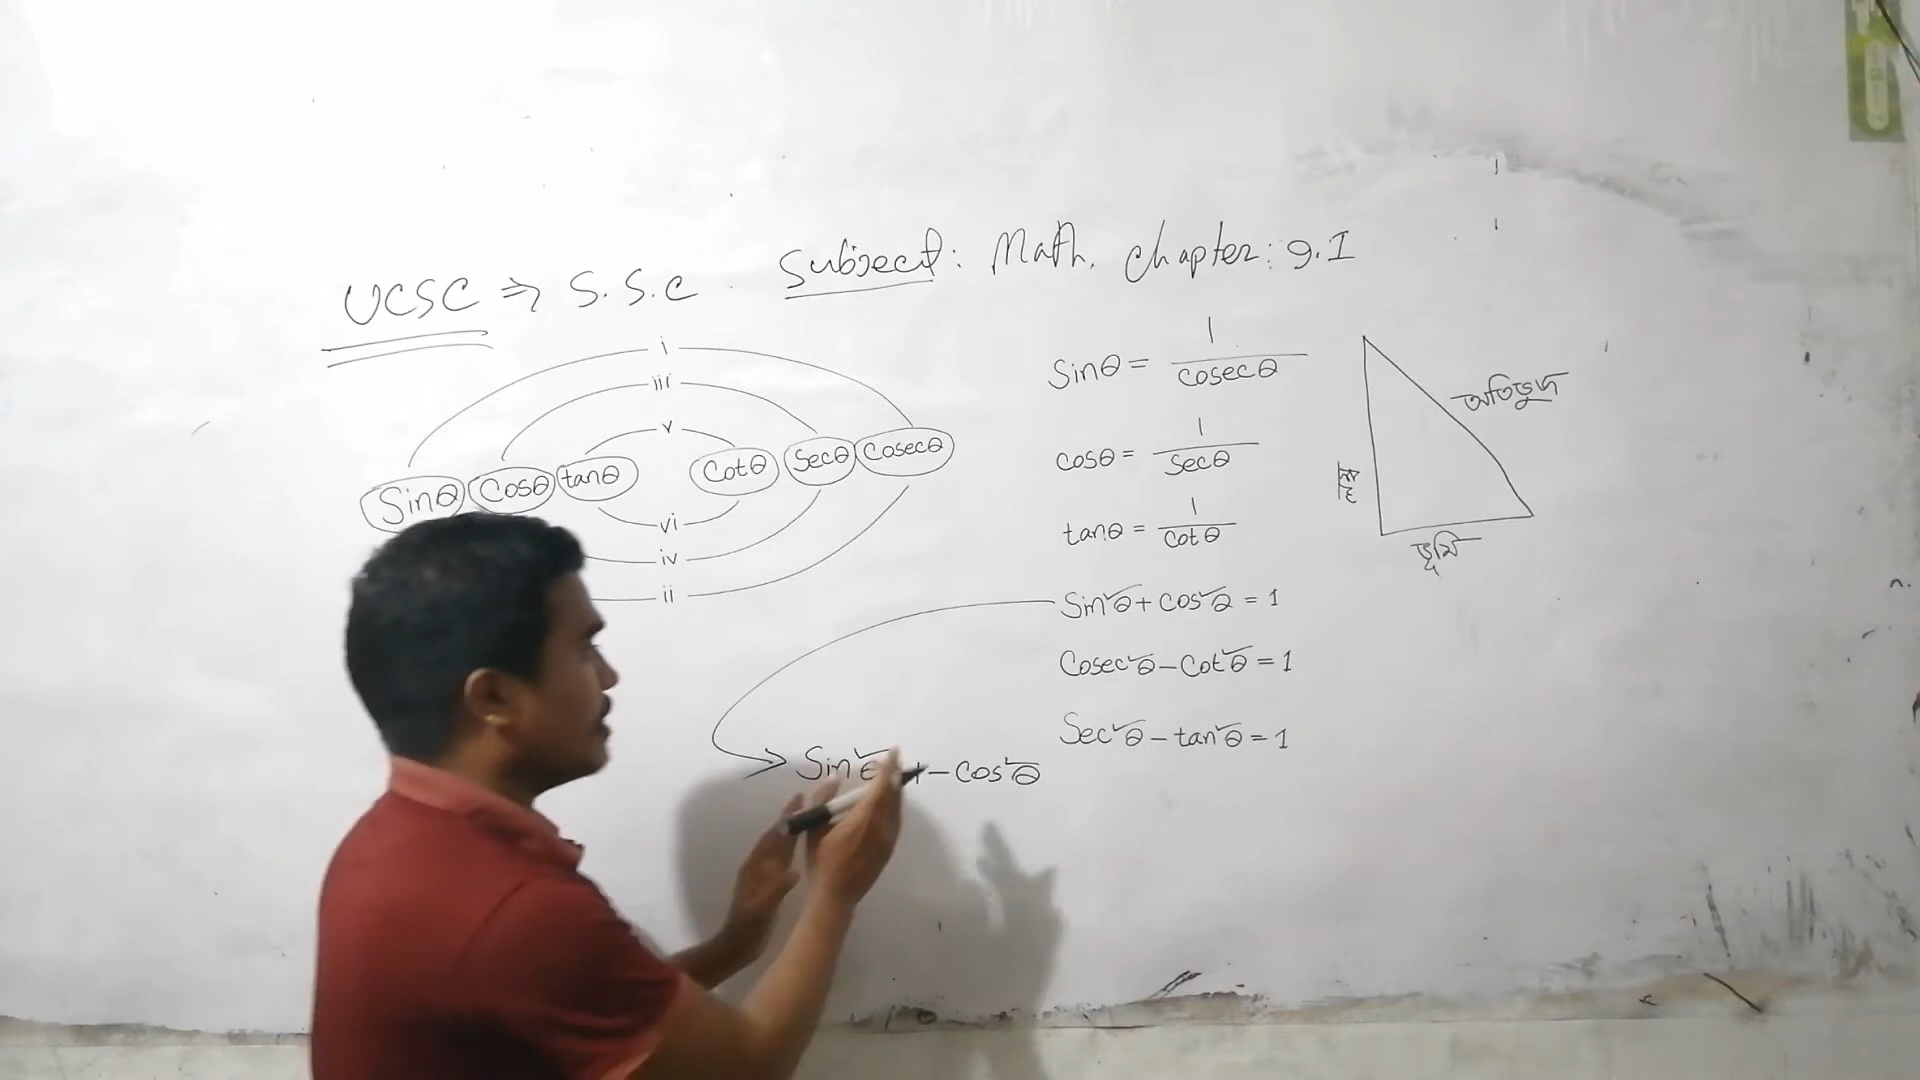 UCSC ⇒ S.S.C. Subject: Math. Chapter: 9.1
i
iii
v
Sinθ Cosθ tanθ Cotθ Secθ Cosecθ
vi
iv
ii
Sinθ = 1/Cosecθ
Cosθ = 1/Secθ
tanθ = 1/Cotθ
Sin²θ + Cos²θ = 1
Cosec²θ – Cot²θ = 1
Sec²θ – tan²θ = 1
অতিভুজ
লম্ব
ভূমি
– Cos²θ